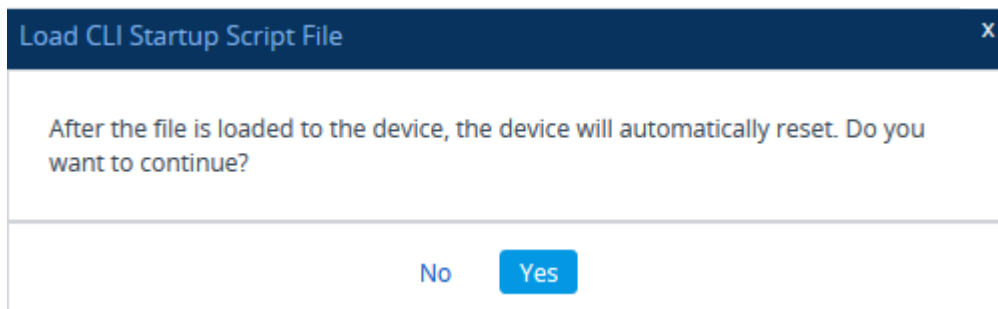 Load CLI Startup Script File
x
After the file is loaded to the device, the device will automatically reset. Do you
want to continue?
No
Yes